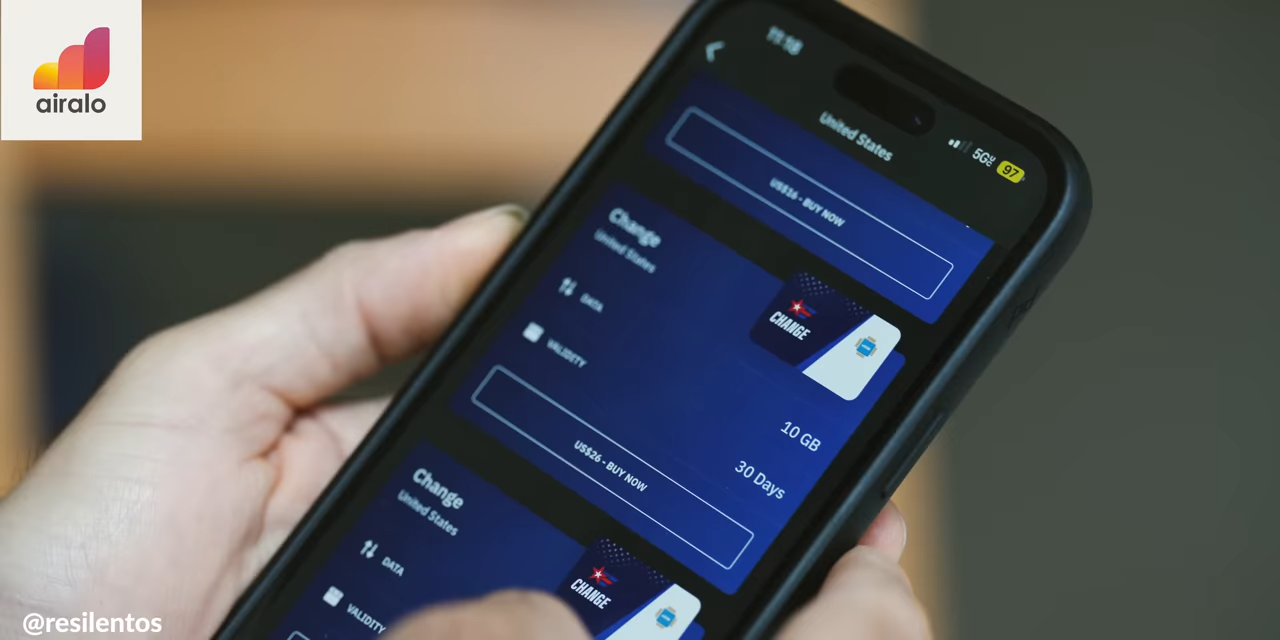 airalo
11:18
United States
5G
97
US$16 - BUY NOW
Change
United States
CHANGE
DATA
10 GB
VALIDITY
30 Days
US$26 - BUY NOW
Change
United States
CHANGE
DATA
VALIDITY
@resilentos